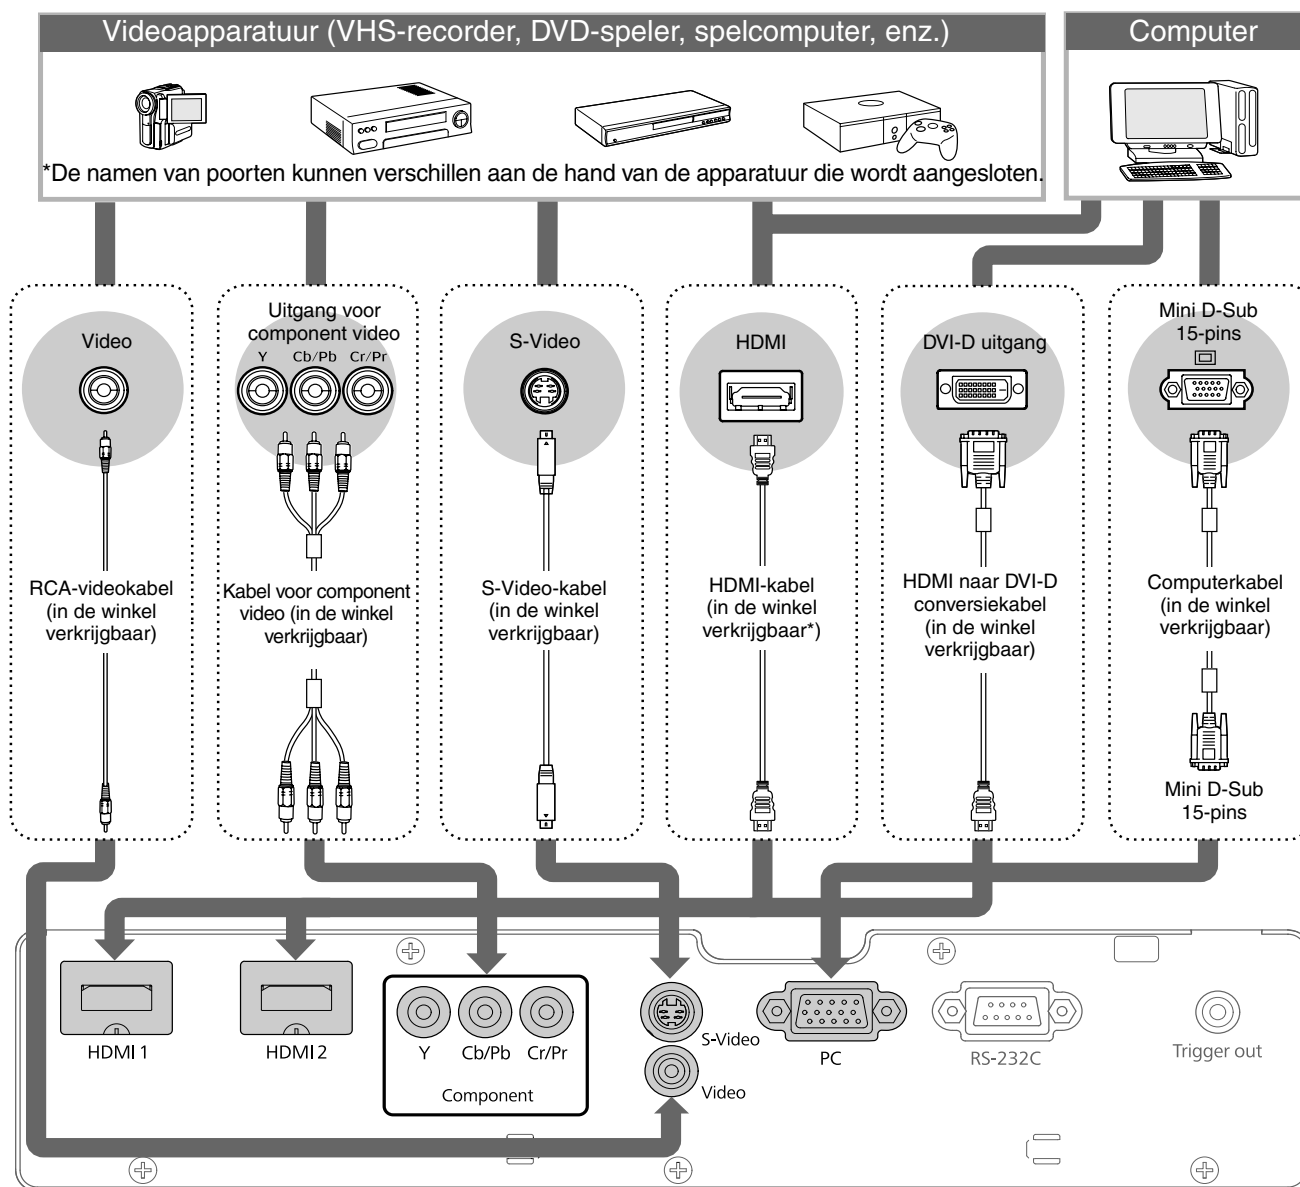 Videoapparatuur (VHS-recorder, DVD-speler, spelcomputer, enz.)
Computer
*De namen van poorten kunnen verschillen aan de hand van de apparatuur die wordt aangesloten.
Video
Uitgang voor
component video
Y Cb/Pb Cr/Pr
S-Video
HDMI
DVI-D uitgang
Mini D-Sub
15-pins
RCA-videokabel
(in de winkel
verkrijgbaar)
Kabel voor component
video (in de winkel
verkrijgbaar)
S-Video-kabel
(in de winkel
verkrijgbaar)
HDMI-kabel
(in de winkel
verkrijgbaar*)
HDMI naar DVI-D
conversiekabel
(in de winkel
verkrijgbaar)
Computerkabel
(in de winkel
verkrijgbaar)
Mini D-Sub
15-pins
HDMI 1
HDMI 2
Y Cb/Pb Cr/Pr
Component
S-Video
Video
PC
RS-232C
Trigger out